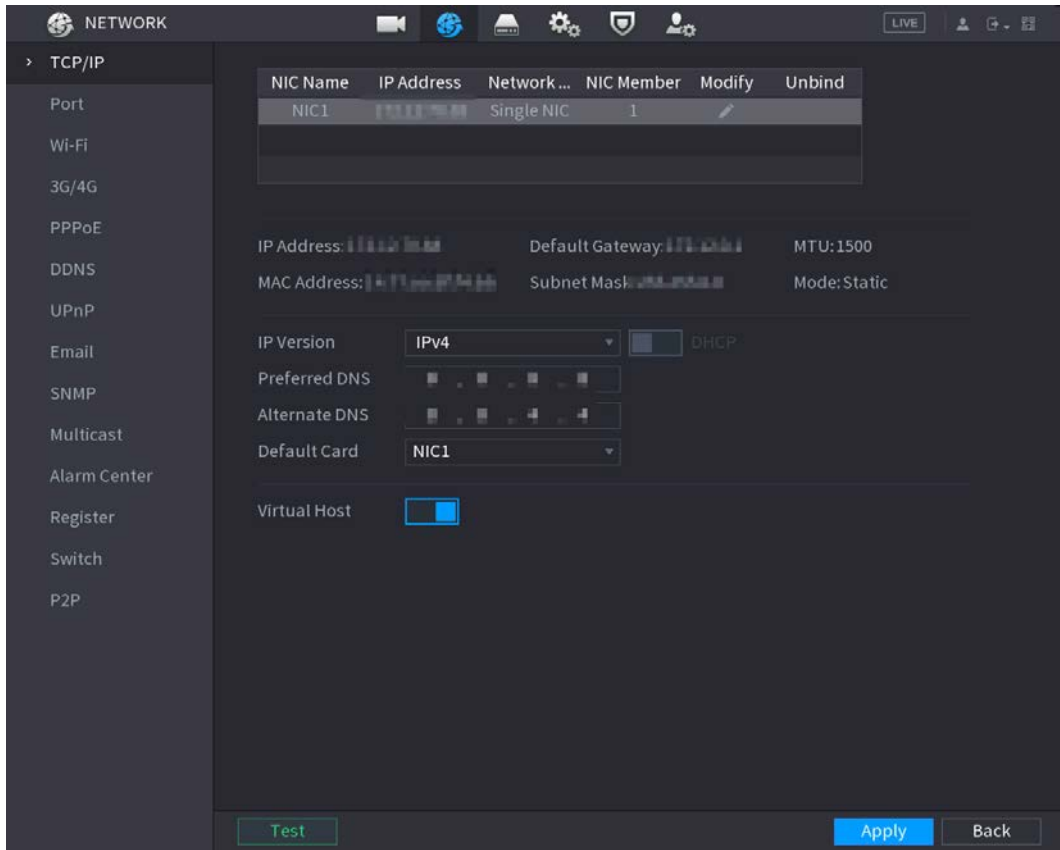 NETWORK
LIVE
TCP/IP
Port
Wi-Fi
3G/4G
PPPoE
DDNS
UPnP
Email
SNMP
Multicast
Alarm Center
Register
Switch
P2P
NIC Name IP Address Network ... NIC Member Modify Unbind
NIC1 Single NIC 1
IP Address: Default Gateway: MTU:1500
MAC Address: Subnet Mask Mode:Static
IP Version IPv4 DHCP
Preferred DNS
Alternate DNS
Default Card NIC1
Virtual Host
Test Apply Back